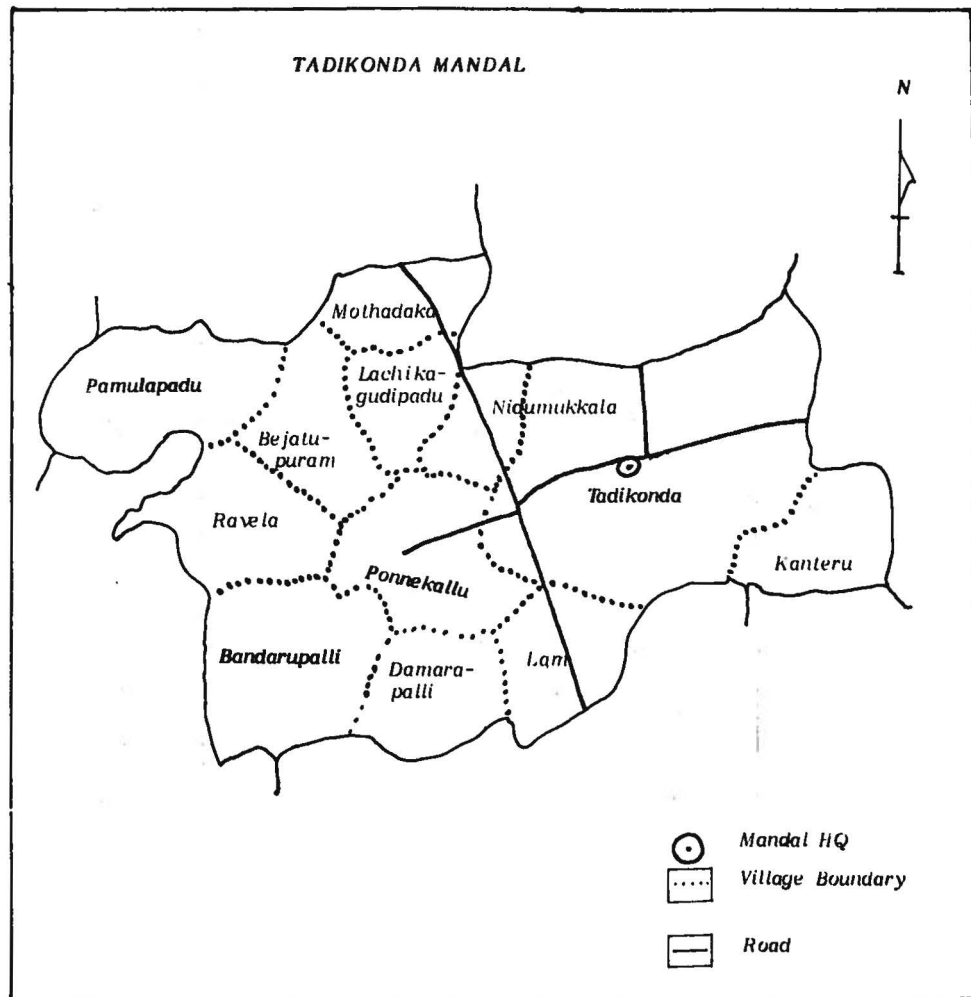 TADIKONDA MANDAL
N
Mothadaka
Pamulapadu
Lachika-
gudipadu
Nidumukkala
Bejatu-
puram
Tadikonda
Ravela
Kanteru
Ponnekallu
Bandarupalli
Damara-
palli
Lam
Mandal HQ
Village Boundary
Road